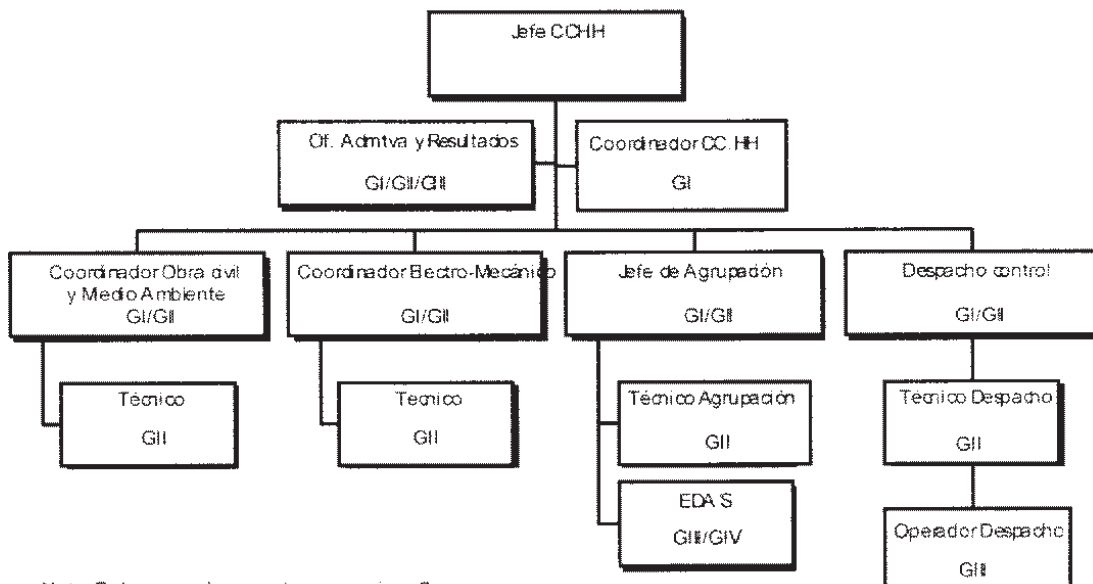 Jefe CCHH
Of. Admtva y Resultados
GI/GII/GIII
Coordinador CC.HH
GI
Coordinador Obra civil
y Medio Ambiente
GI/GII
Coordinador Electro-Mecánico
GI/GII
Jefe de Agrupación
GI/GII
Despacho control
GI/GII
Técnico
GII
Tecnico
GII
Técnico Agrupación
GII
Técnico Despacho
GII
EDA'S
GIII/GIV
Operador Despacho
GIII